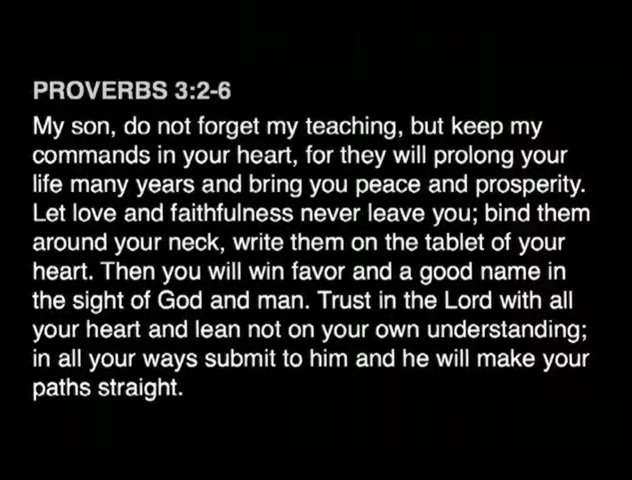 PROVERBS 3:2-6
My son, do not forget my teaching, but keep my
commands in your heart, for they will prolong your
life many years and bring you peace and prosperity.
Let love and faithfulness never leave you; bind them
around your neck, write them on the tablet of your
heart. Then you will win favor and a good name in
the sight of God and man. Trust in the Lord with all
your heart and lean not on your own understanding;
in all your ways submit to him and he will make your
paths straight.